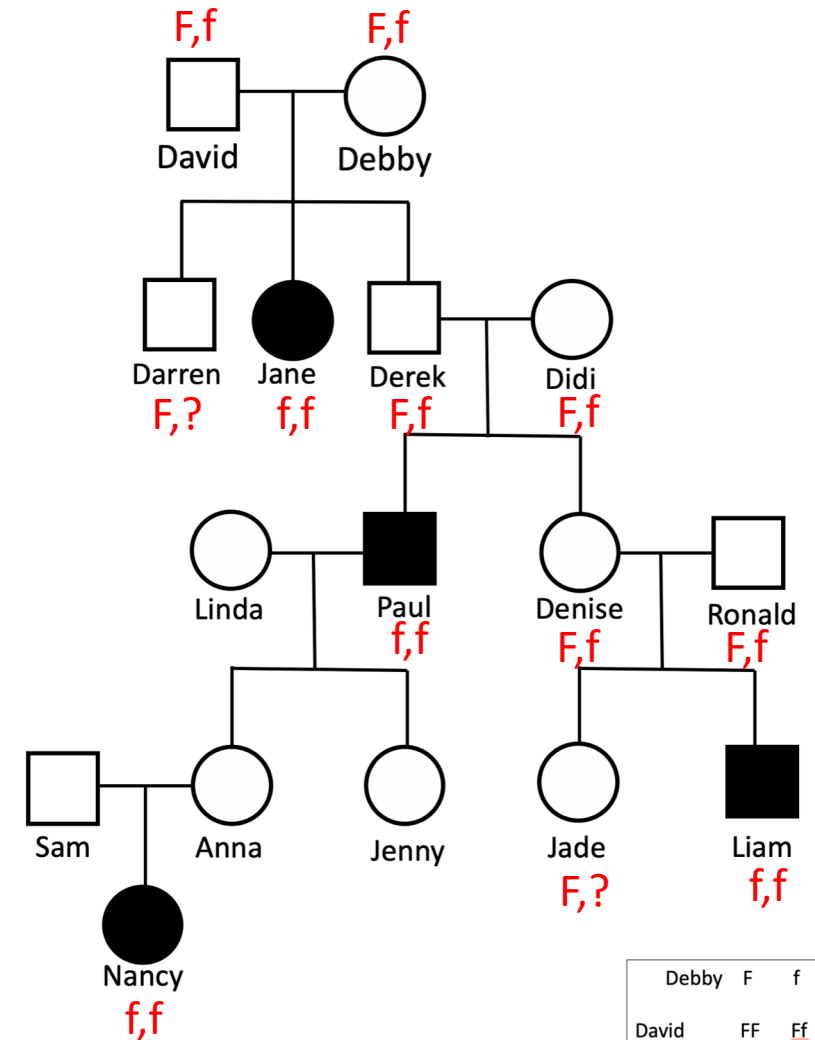 F,f F,f
David Debby
Darren Jane Derek Didi
F,? f,f F,f F,f
Linda Paul Denise Ronald
f,f F,f F,f
Sam Anna Jenny Jade Liam
F,? f,f
Nancy
f,f
Debby F f
David FF Ff